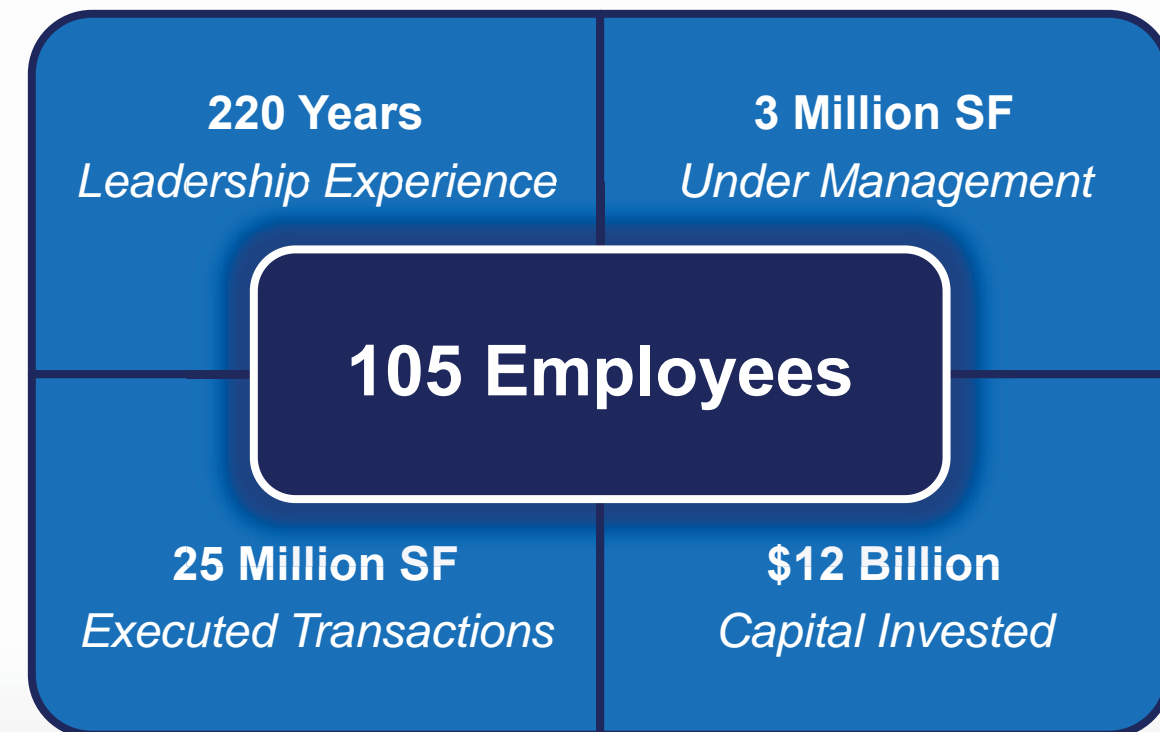 220 Years
Leadership Experience
3 Million SF
Under Management
105 Employees
25 Million SF
Executed Transactions
$12 Billion
Capital Invested